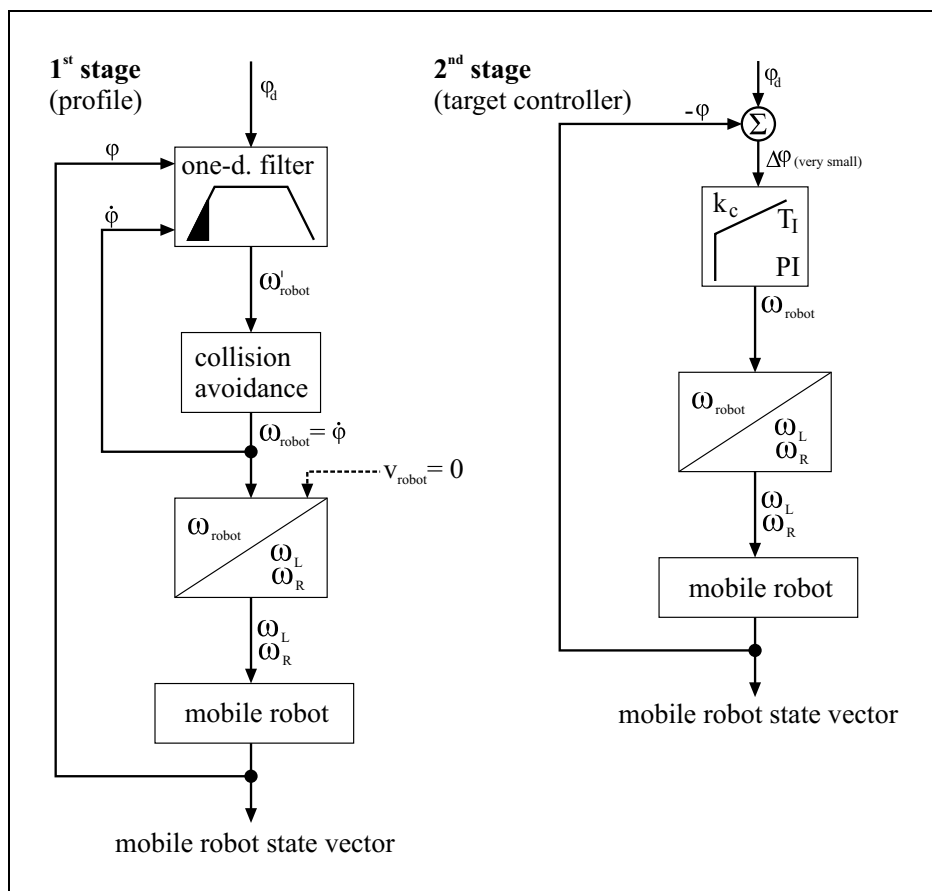 1st stage
(profile)
φd
φ
one-d. filter
φ̇
ω'robot
collision
avoidance
ωrobot= φ̇
vrobot= 0
ωrobot
ωL
ωR
ωL
ωR
mobile robot
mobile robot state vector
2nd stage
(target controller)
φd
-φ
Σ
Δφ(very small)
kc
TI
PI
ωrobot
ωrobot
ωL
ωR
ωL
ωR
mobile robot
mobile robot state vector